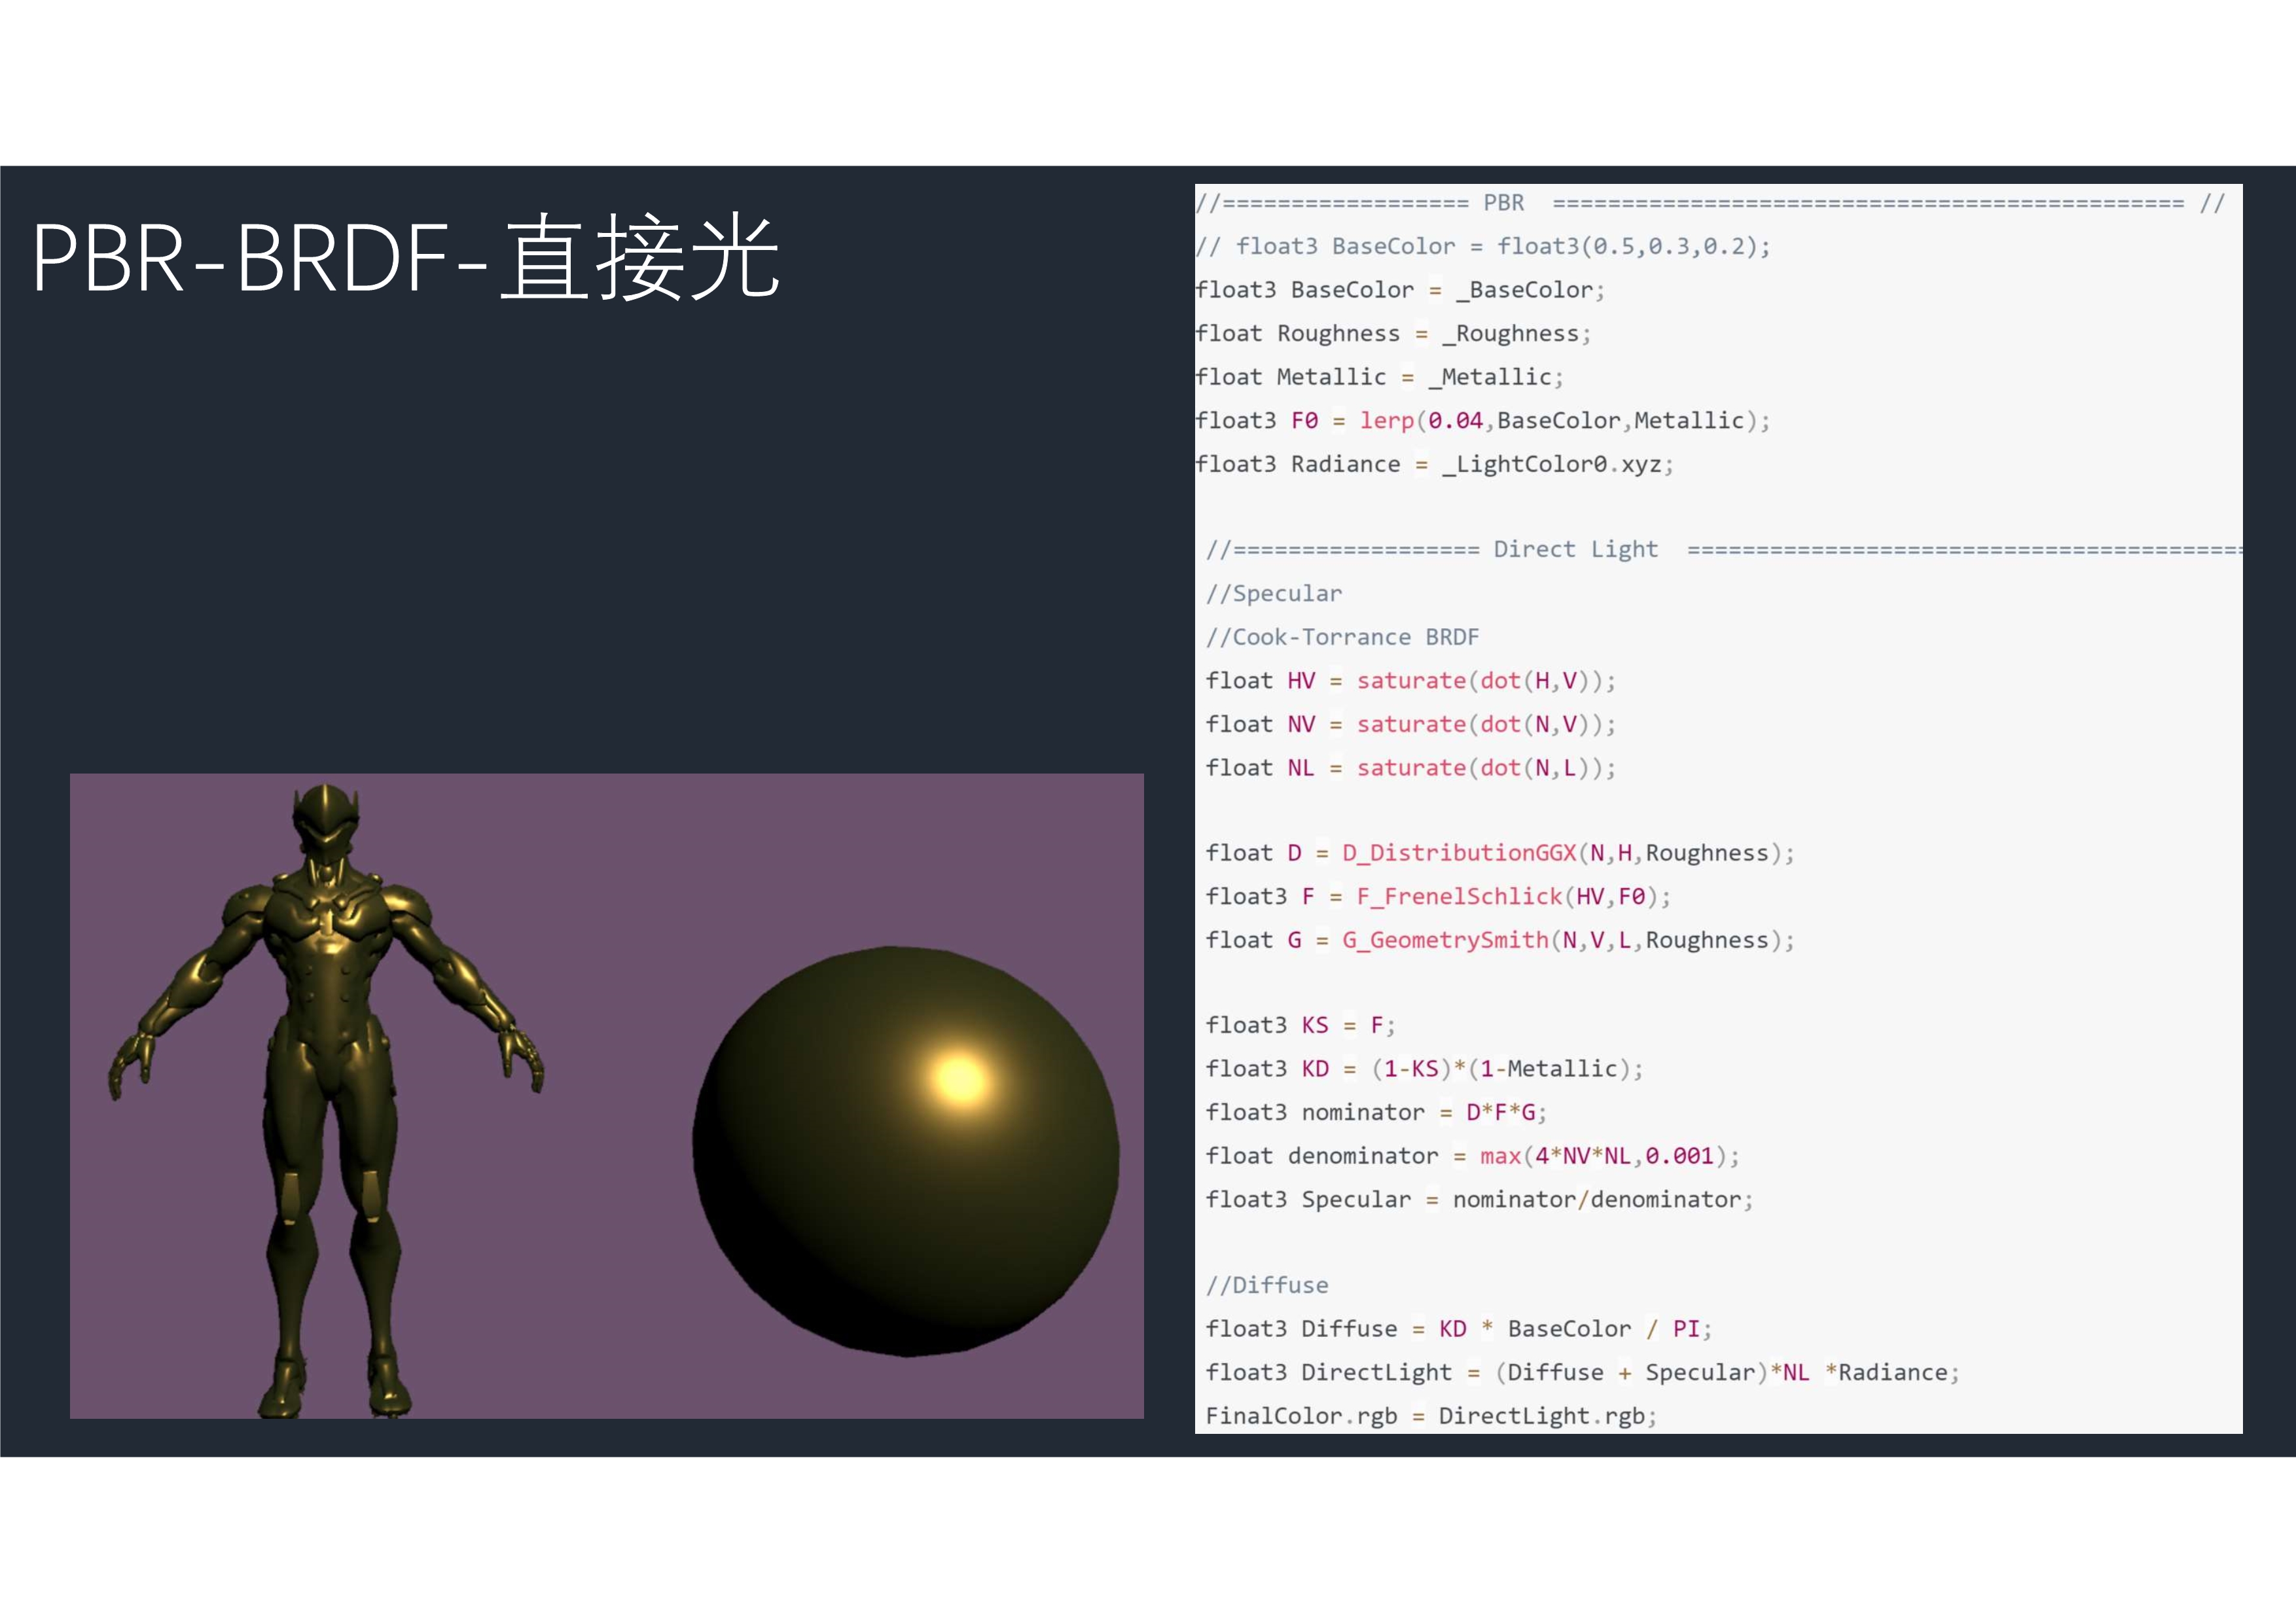 PBR-BRDF-直接光
//================== PBR  ============================================== //
// float3 BaseColor = float3(0.5,0.3,0.2);
float3 BaseColor = _BaseColor;
float Roughness = _Roughness;
float Metallic = _Metallic;
float3 F0 = lerp(0.04,BaseColor,Metallic);
float3 Radiance = _LightColor0.xyz;
//================== Direct Light  =========================================
//Specular
//Cook-Torrance BRDF
float HV = saturate(dot(H,V));
float NV = saturate(dot(N,V));
float NL = saturate(dot(N,L));
float D = D_DistributionGGX(N,H,Roughness);
float3 F = F_FrenelSchlick(HV,F0);
float G = G_GeometrySmith(N,V,L,Roughness);
float3 KS = F;
float3 KD = (1-KS)*(1-Metallic);
float3 nominator = D*F*G;
float denominator = max(4*NV*NL,0.001);
float3 Specular = nominator/denominator;
//Diffuse
float3 Diffuse = KD * BaseColor / PI;
float3 DirectLight = (Diffuse + Specular)*NL *Radiance;
FinalColor.rgb = DirectLight.rgb;